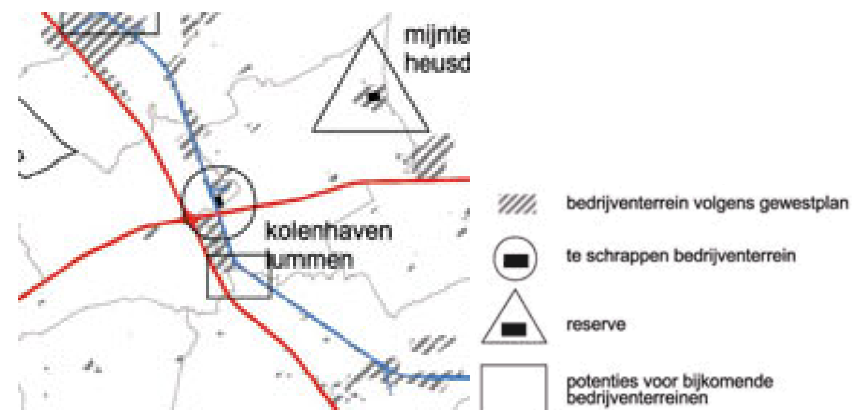 mijnte
heusd
kolenhaven
lummen
bedrijventerrein volgens gewestplan
te schrappen bedrijventerrein
reserve
potenties voor bijkomende
bedrijventerreinen